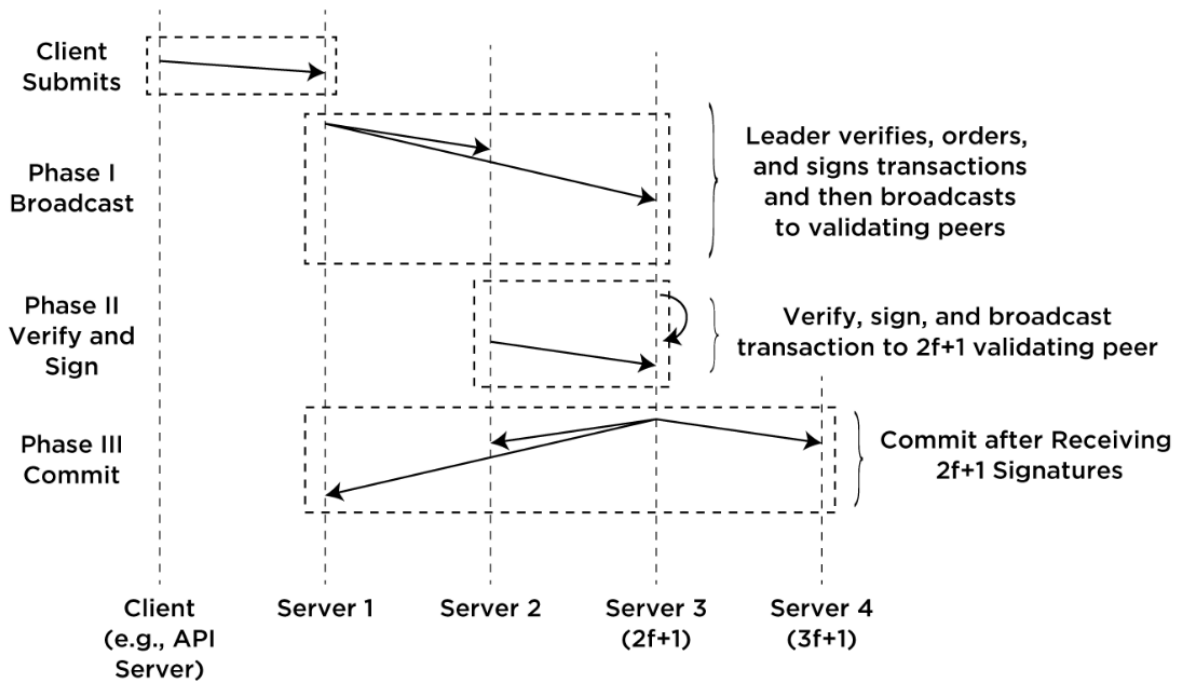 Client
Submits
Phase I
Broadcast
Leader verifies, orders,
and signs transactions
and then broadcasts
to validating peers
Phase II
Verify and
Sign
Verify, sign, and broadcast
transaction to 2f+1 validating peer
Phase III
Commit
Commit after Receiving
2f+1 Signatures
Client
(e.g., API
Server)
Server 1
Server 2
Server 3
(2f+1)
Server 4
(3f+1)